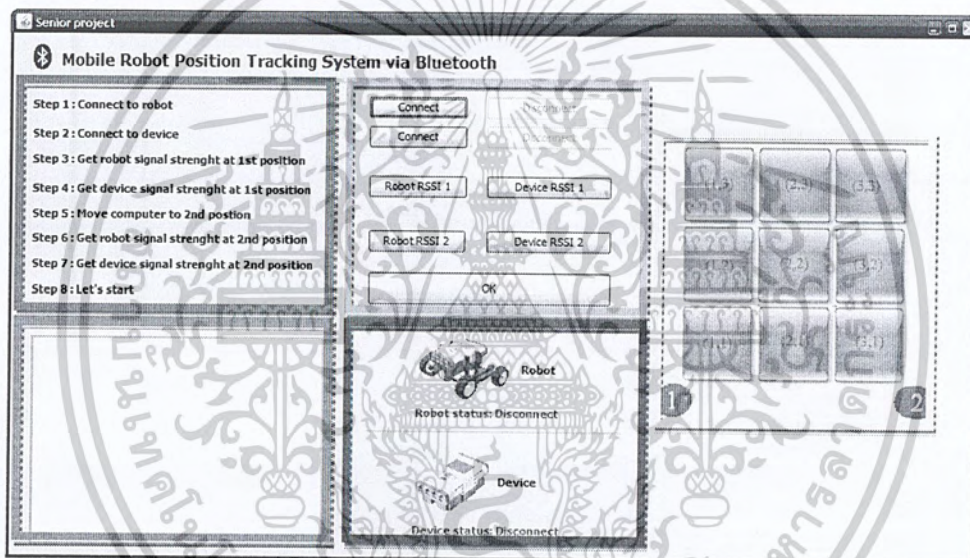 Senior project
Mobile Robot Position Tracking System via Bluetooth
Step 1 : Connect to robot
Step 2 : Connect to device
Step 3 : Get robot signal strenght at 1st position
Step 4 : Get device signal strenght at 1st position
Step 5 : Move computer to 2nd postion
Step 6 : Get robot signal strenght at 2nd position
Step 7 : Get device signal strenght at 2nd position
Step 8 : Let's start
Connect Disconnect
Connect Disconnect
Robot RSSI 1 Device RSSI 1
Robot RSSI 2 Device RSSI 2
OK
Robot
Robot status: Disconnect
Device
Device status: Disconnect
(1,3) (2,3) (3,3)
(1,2) (2,2) (3,2)
(1,1) (2,1) (3,1)
1 2